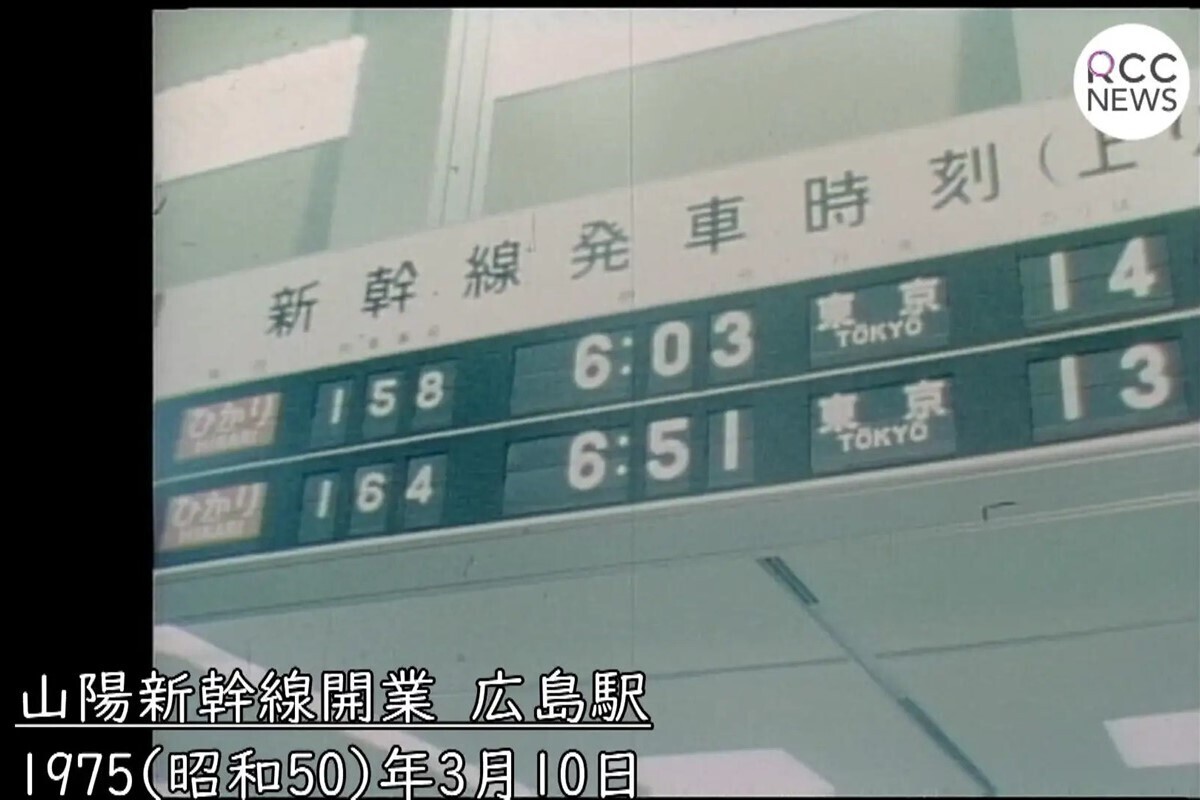 RCC
NEWS
新幹線発車時刻(上り
ひかり 158 6:03 東京 14
TOKYO
ひかり 164 6:51 東京 13
TOKYO
山陽新幹線開業 広島駅
1975(昭和50)年3月10日